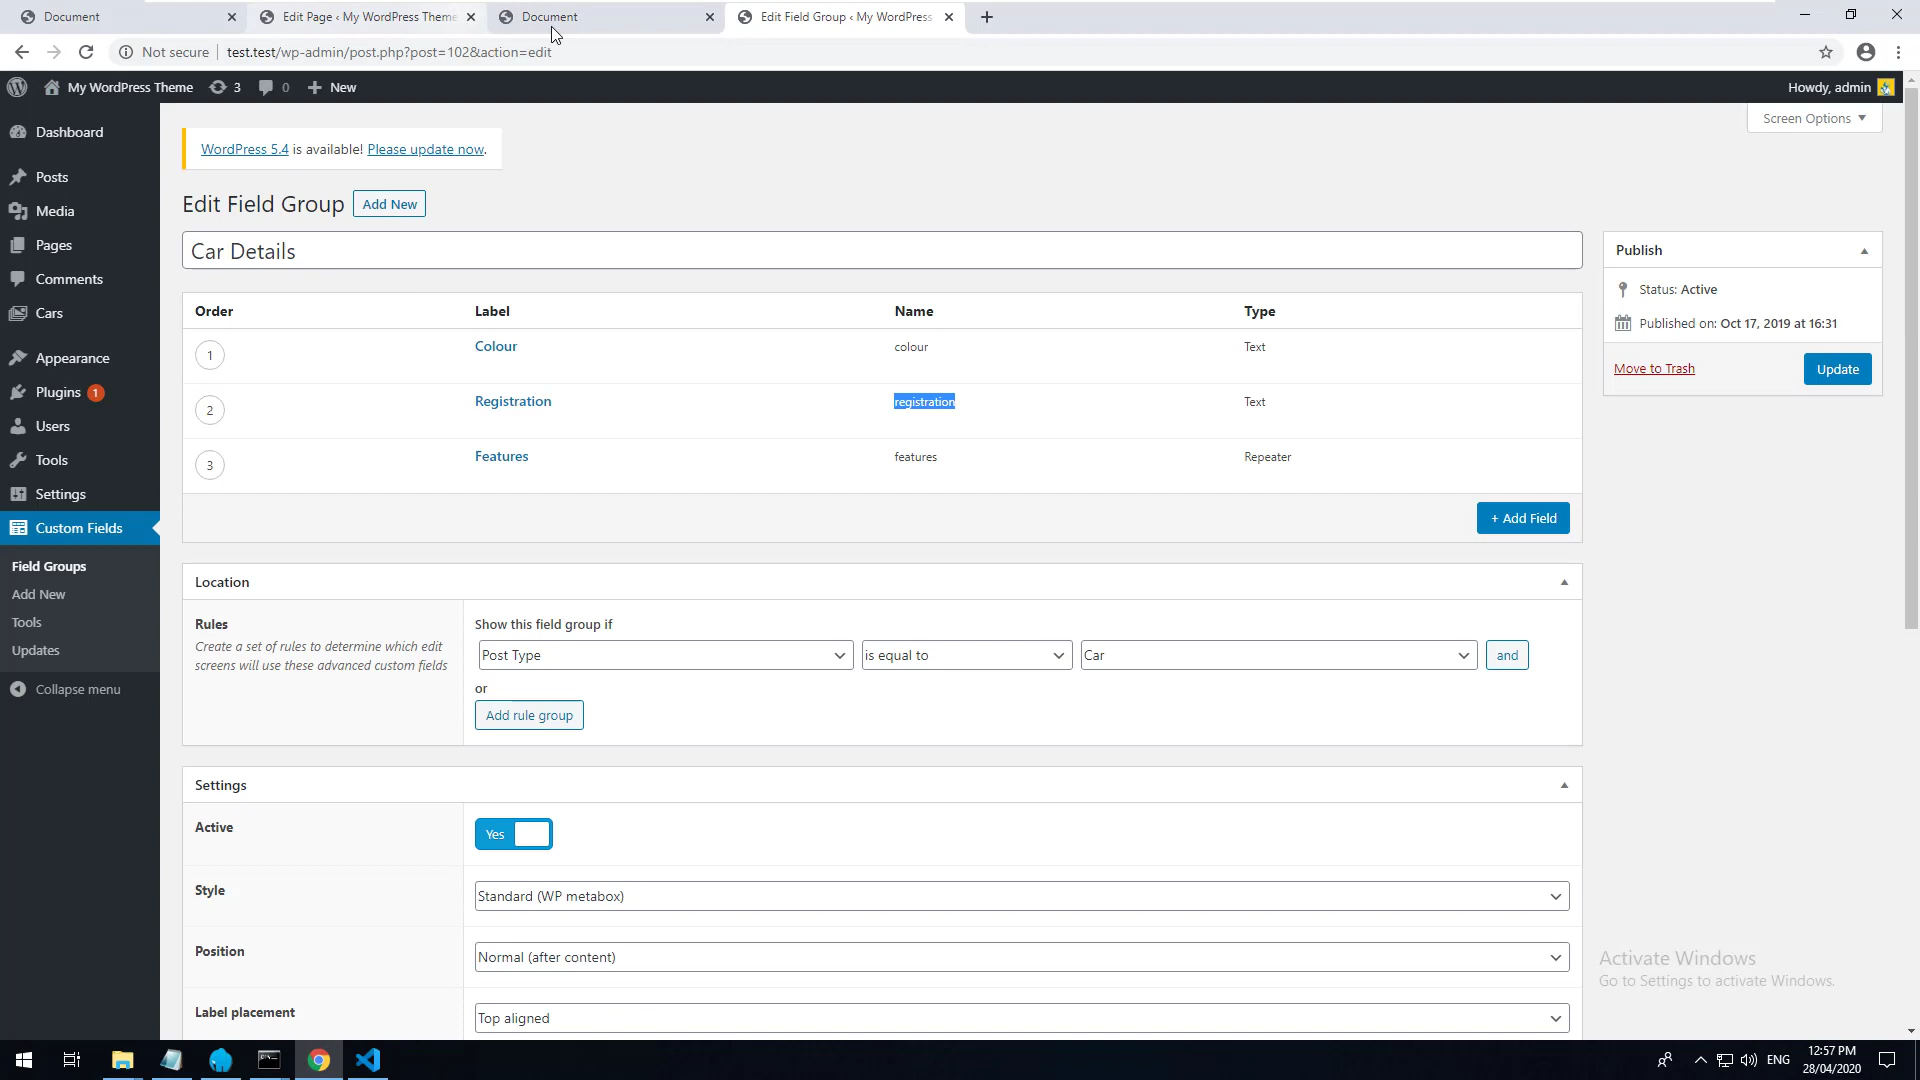 Document
Edit Page ‹ My WordPress Theme
Document
Edit Field Group ‹ My WordPress
Not secure
test.test/wp-admin/post.php?post=102&action=edit
My WordPress Theme
3
0
New
Howdy, admin
Screen Options
Dashboard
Posts
Media
Pages
Comments
Cars
Appearance
Plugins 1
Users
Tools
Settings
Custom Fields
Field Groups
Add New
Tools
Updates
Collapse menu
WordPress 5.4 is available! Please update now.
Edit Field Group
Add New
Car Details
Order Label Name Type
1 Colour colour Text
2 Registration registration Text
3 Features features Repeater
+ Add Field
Location
Rules
Create a set of rules to determine which edit
screens will use these advanced custom fields
Show this field group if
Post Type
is equal to
Car
and
or
Add rule group
Settings
Active
Yes
Style
Standard (WP metabox)
Position
Normal (after content)
Label placement
Top aligned
Publish
Status: Active
Published on: Oct 17, 2019 at 16:31
Move to Trash
Update
Activate Windows
Go to Settings to activate Windows.
ENG
12:57 PM
28/04/2020